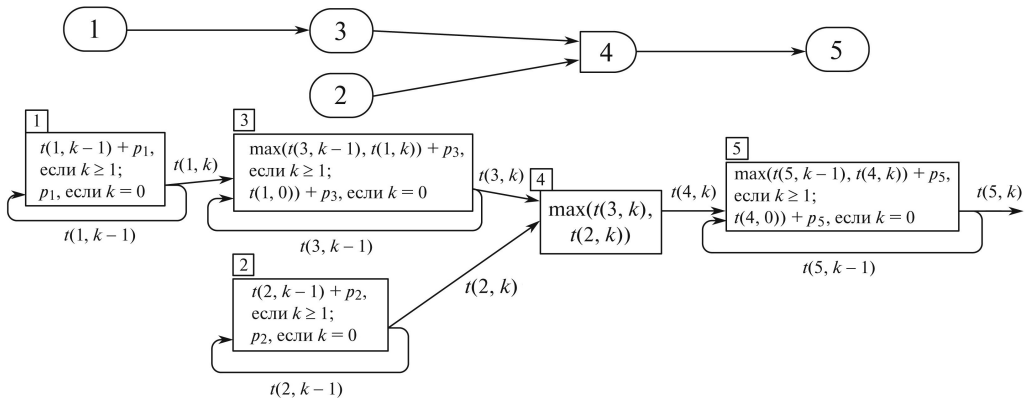 1
3
2
4
5
1
t(1, k – 1) + p₁,
если k ≥ 1;
p₁, если k = 0
t(1, k)
t(1, k – 1)
3
max(t(3, k – 1), t(1, k)) + p₃,
если k ≥ 1;
t(1, 0)) + p₃, если k = 0
t(3, k)
t(3, k – 1)
2
t(2, k – 1) + p₂,
если k ≥ 1;
p₂, если k = 0
t(2, k)
t(2, k – 1)
4
max(t(3, k),
t(2, k))
t(4, k)
5
max(t(5, k – 1), t(4, k)) + p₅,
если k ≥ 1;
t(4, 0)) + p₅, если k = 0
t(5, k)
t(5, k – 1)